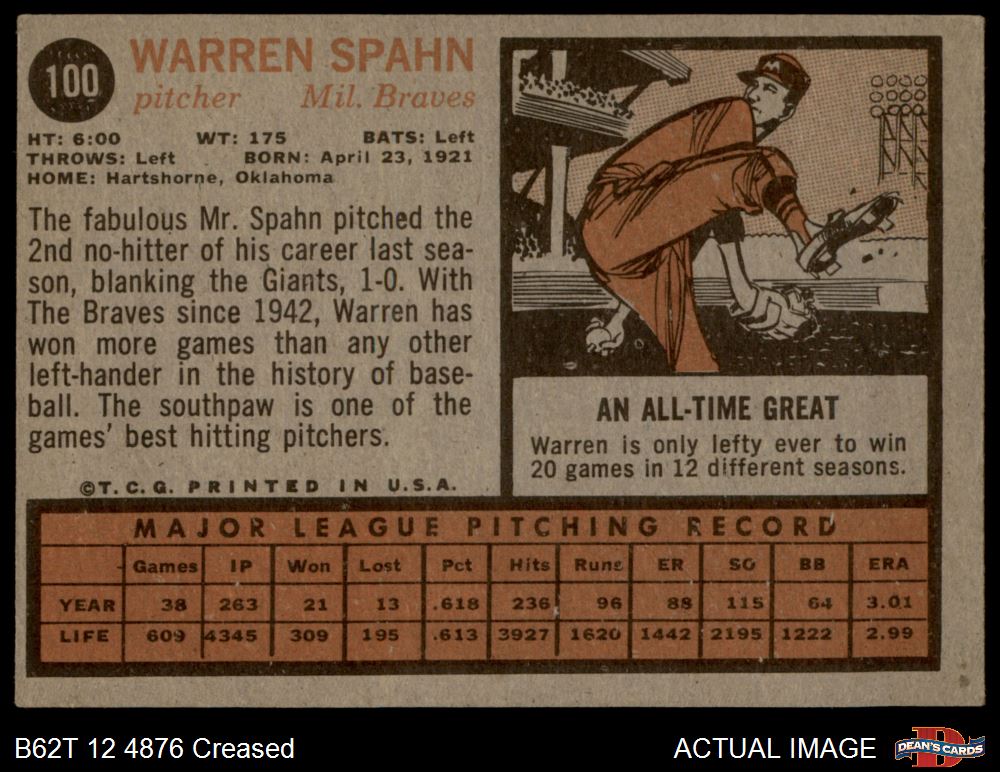 100
WARREN SPAHN
pitcher Mil. Braves
HT: 6:00 WT: 175 BATS: Left
THROWS: Left BORN: April 23, 1921
HOME: Hartshorne, Oklahoma
The fabulous Mr. Spahn pitched the
2nd no-hitter of his career last sea-
son, blanking the Giants, 1-0. With
The Braves since 1942, Warren has
won more games than any other
left-hander in the history of base-
ball. The southpaw is one of the
games' best hitting pitchers.
©T.C.G. PRINTED IN U.S.A.
M
AN ALL-TIME GREAT
Warren is only lefty ever to win
20 games in 12 different seasons.
MAJOR LEAGUE PITCHING RECORD
Games IP Won Lost Pct Hits Runs ER SO BB ERA
YEAR 38 263 21 13 .618 236 96 88 115 64 3.01
LIFE 609 4345 309 195 .613 3927 1620 1442 2195 1222 2.99
B62T 12 4876 Creased
ACTUAL IMAGE
DEAN'S CARDS